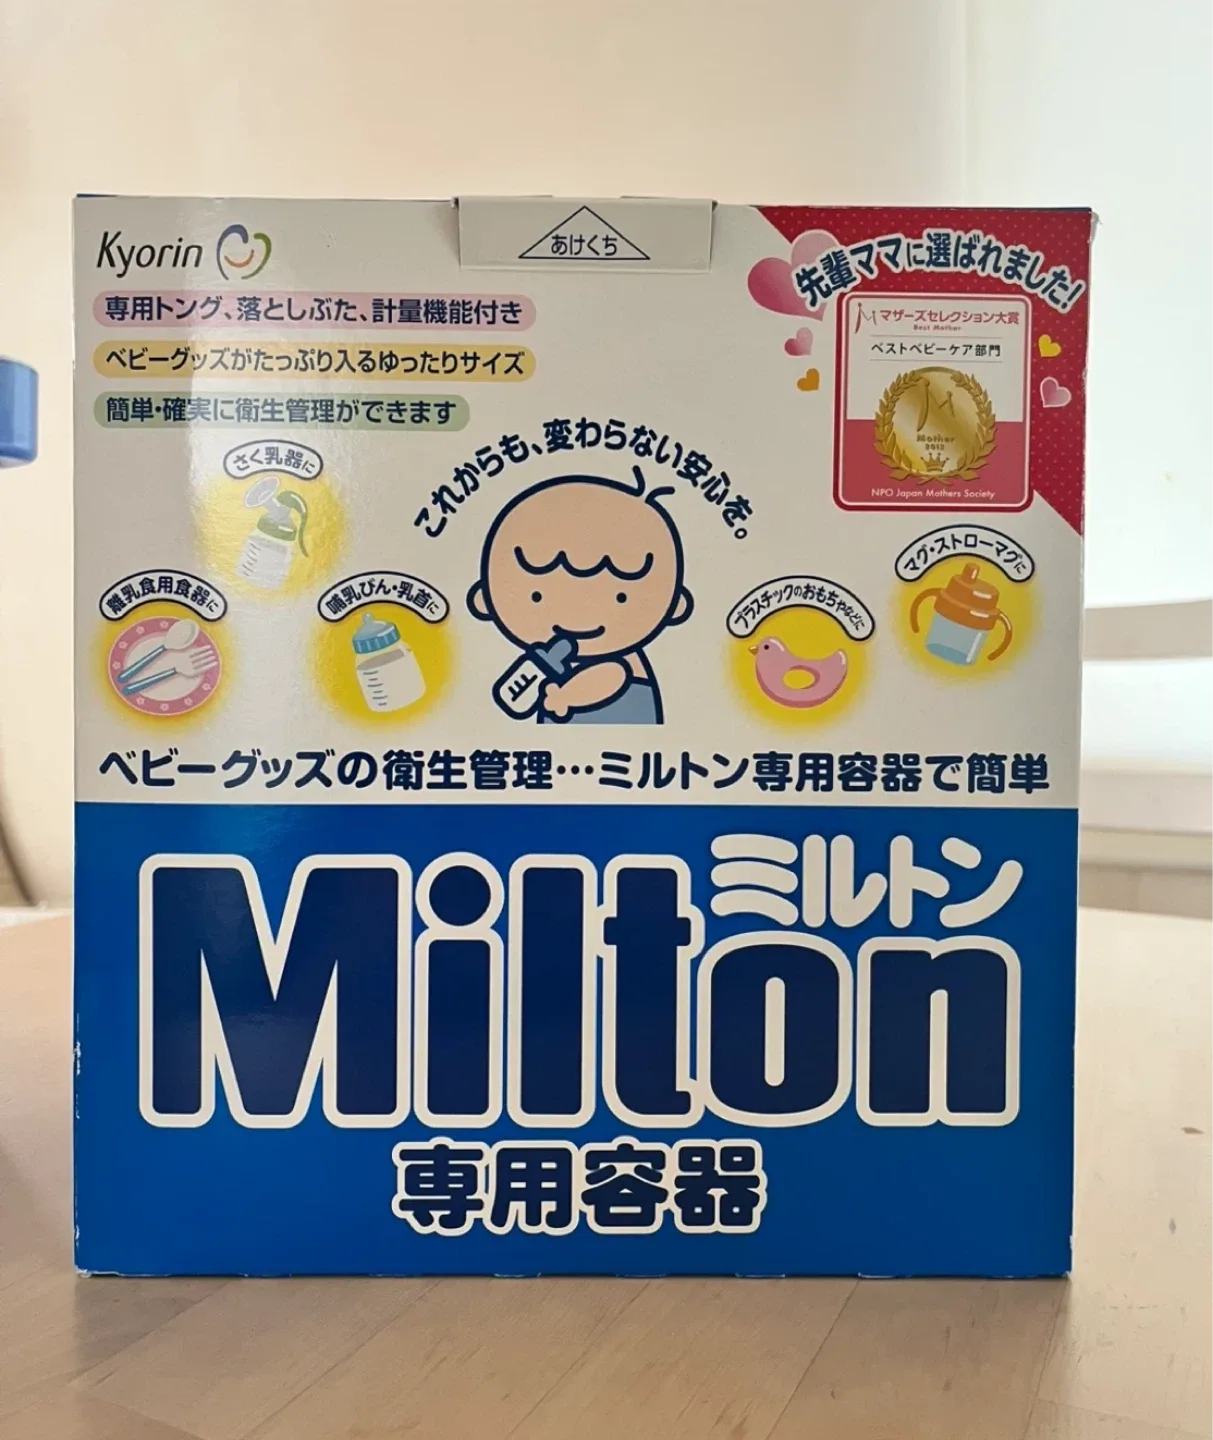 Kyorin
あけくち
先輩ママに選ばれました!
専用トング、落としぶた、計量機能付き
ベビーグッズがたっぷり入るゆったりサイズ
簡単・確実に衛生管理ができます
マザーズセレクション大賞
Best Mother
ベストベビーケア部門
Mother
2012
NPO Japan Mothers Society
これからも、変わらない安心を。
さく乳器に
離乳食用食器に
哺乳びん・乳首に
プラスチックのおもちゃなどに
マグ・ストローマグに
ベビーグッズの衛生管理…ミルトン専用容器で簡単
ミルトン
Milton
専用容器